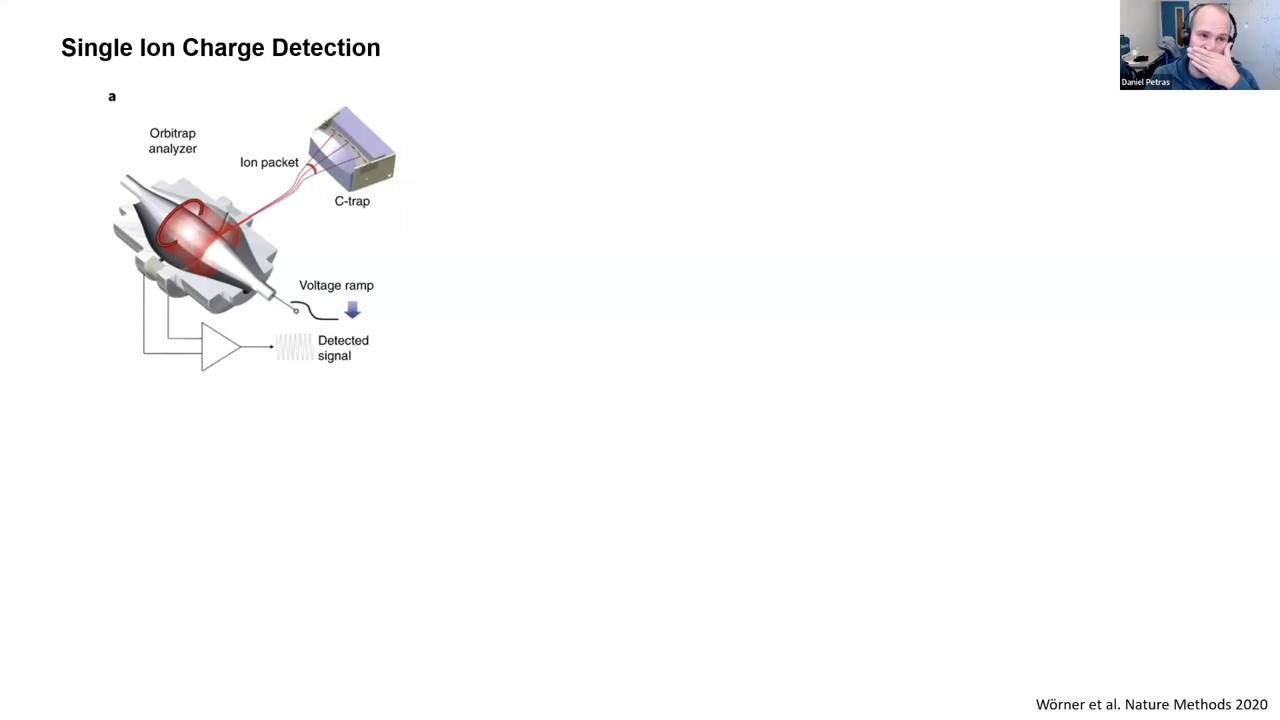 Single Ion Charge Detection
Daniel Petras
a
Orbitrap
analyzer
Ion packet
C-trap
Voltage ramp
Detected
signal
Wörner et al. Nature Methods 2020